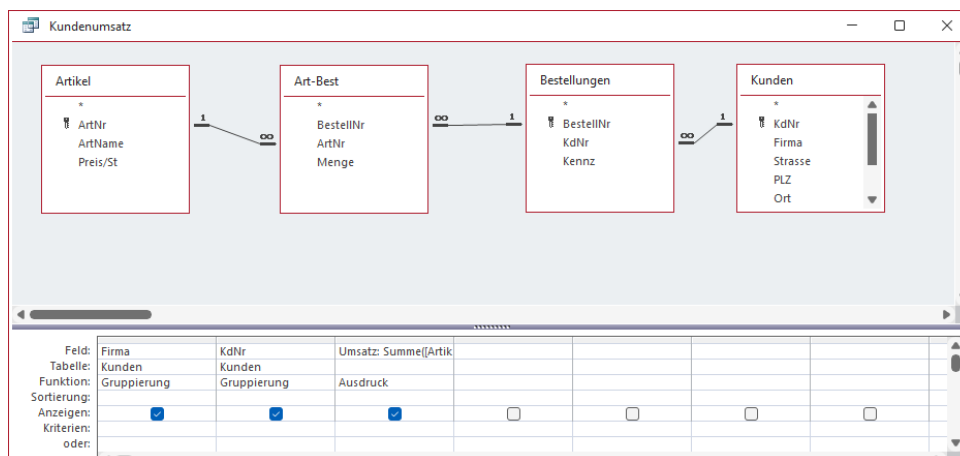 Kundenumsatz
Artikel
*
ArtNr
ArtName
Preis/St
1
∞
Art-Best
*
BestellNr
ArtNr
Menge
∞
1
Bestellungen
*
BestellNr
KdNr
Kennz
∞
1
Kunden
*
KdNr
Firma
Strasse
PLZ
Ort
Feld: Firma KdNr Umsatz: Summe([Artik
Tabelle: Kunden Kunden
Funktion: Gruppierung Gruppierung Ausdruck
Sortierung:
Anzeigen:
Kriterien:
oder: